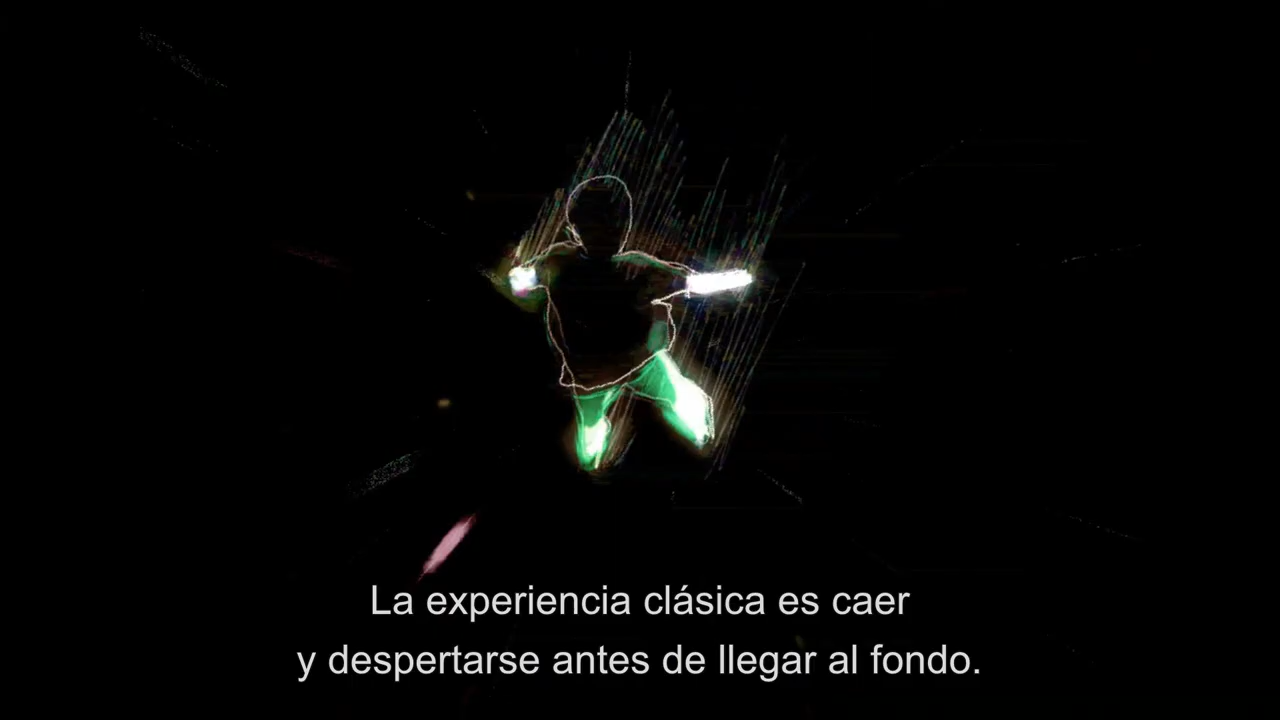 La experiencia clásica es caer
y despertarse antes de llegar al fondo.